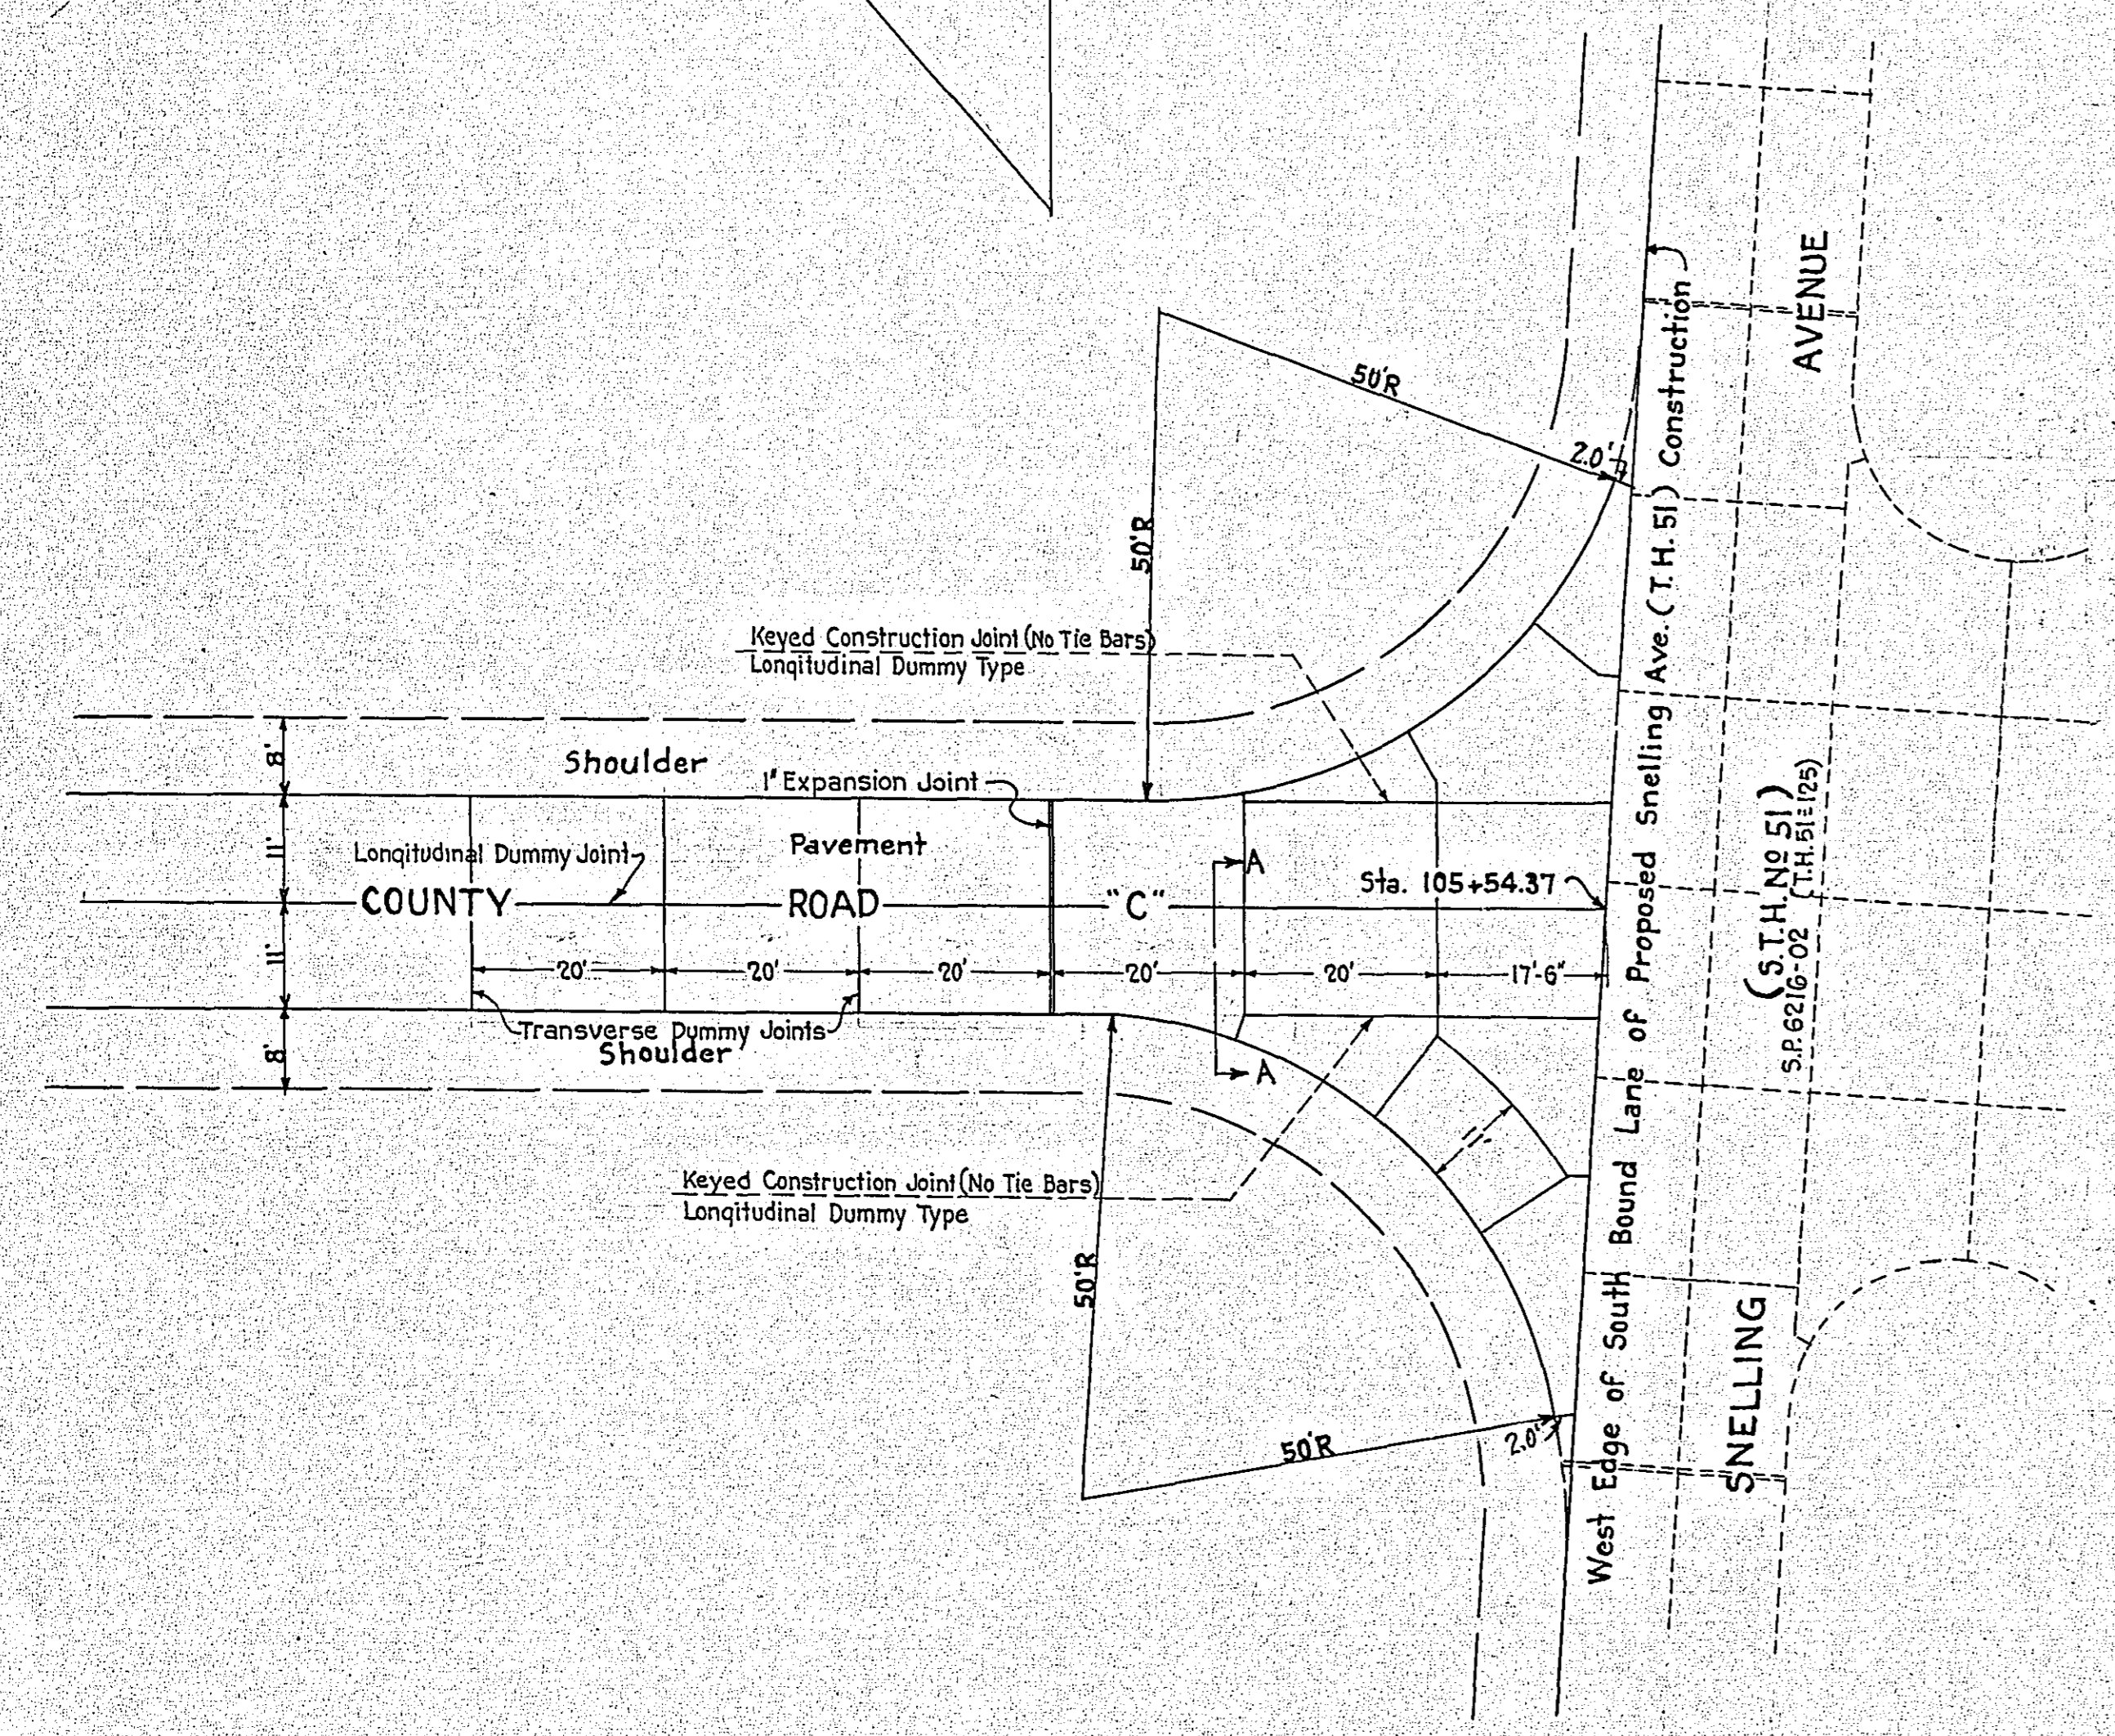 50'R
2.0'
50'R
Keyed Construction Joint (No Tie Bars)
Longitudinal Dummy Type
8'
Shoulder
1" Expansion Joint
11'
Longitudinal Dummy Joint
Pavement
A
Sta. 105+54.37
COUNTY ROAD "C"
11'
20'
20'
20'
20'
20'
17'-6"
Transverse Dummy Joints
8'
Shoulder
A
11'
Keyed Construction Joint (No Tie Bars)
Longitudinal Dummy Type
50'R
50'R
2.0'
West Edge of South Bound Lane of Proposed Snelling Ave. (T.H. 51) Construction
SNELLING AVENUE
(S.T.H. No 51)
S.P. 6216-02 (T.H. 51=125)